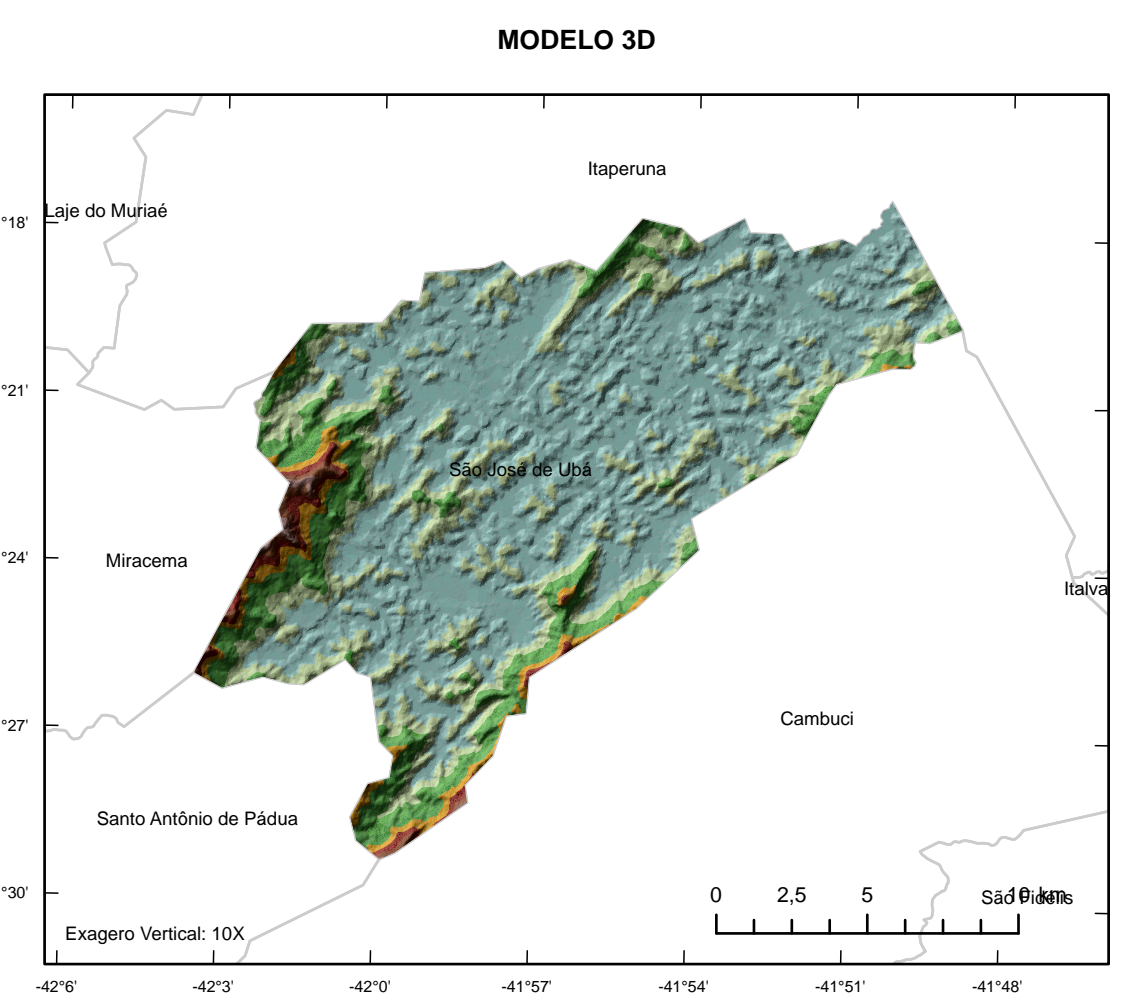 MODELO 3D
Itaperuna
Laje do Muriaé
°18'
°21'
São José de Ubá
°24'
Miracema
Italva
°27'
Cambuci
Santo Antônio de Pádua
°30'
0 2,5 5 10 km
São Fidélis
Exagero Vertical: 10X
-42°6' -42°3' -42°0' -41°57' -41°54' -41°51' -41°48'